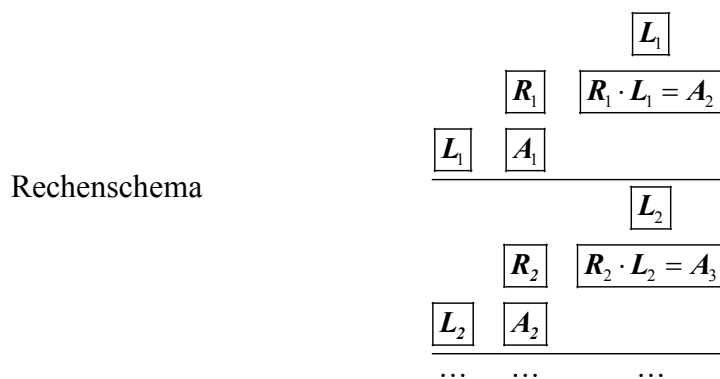 L₁
R₁ R₁ · L₁ = A₂
L₁ A₁
Rechenschema
L₂
R₂ R₂ · L₂ = A₃
L₂ A₂
… … …